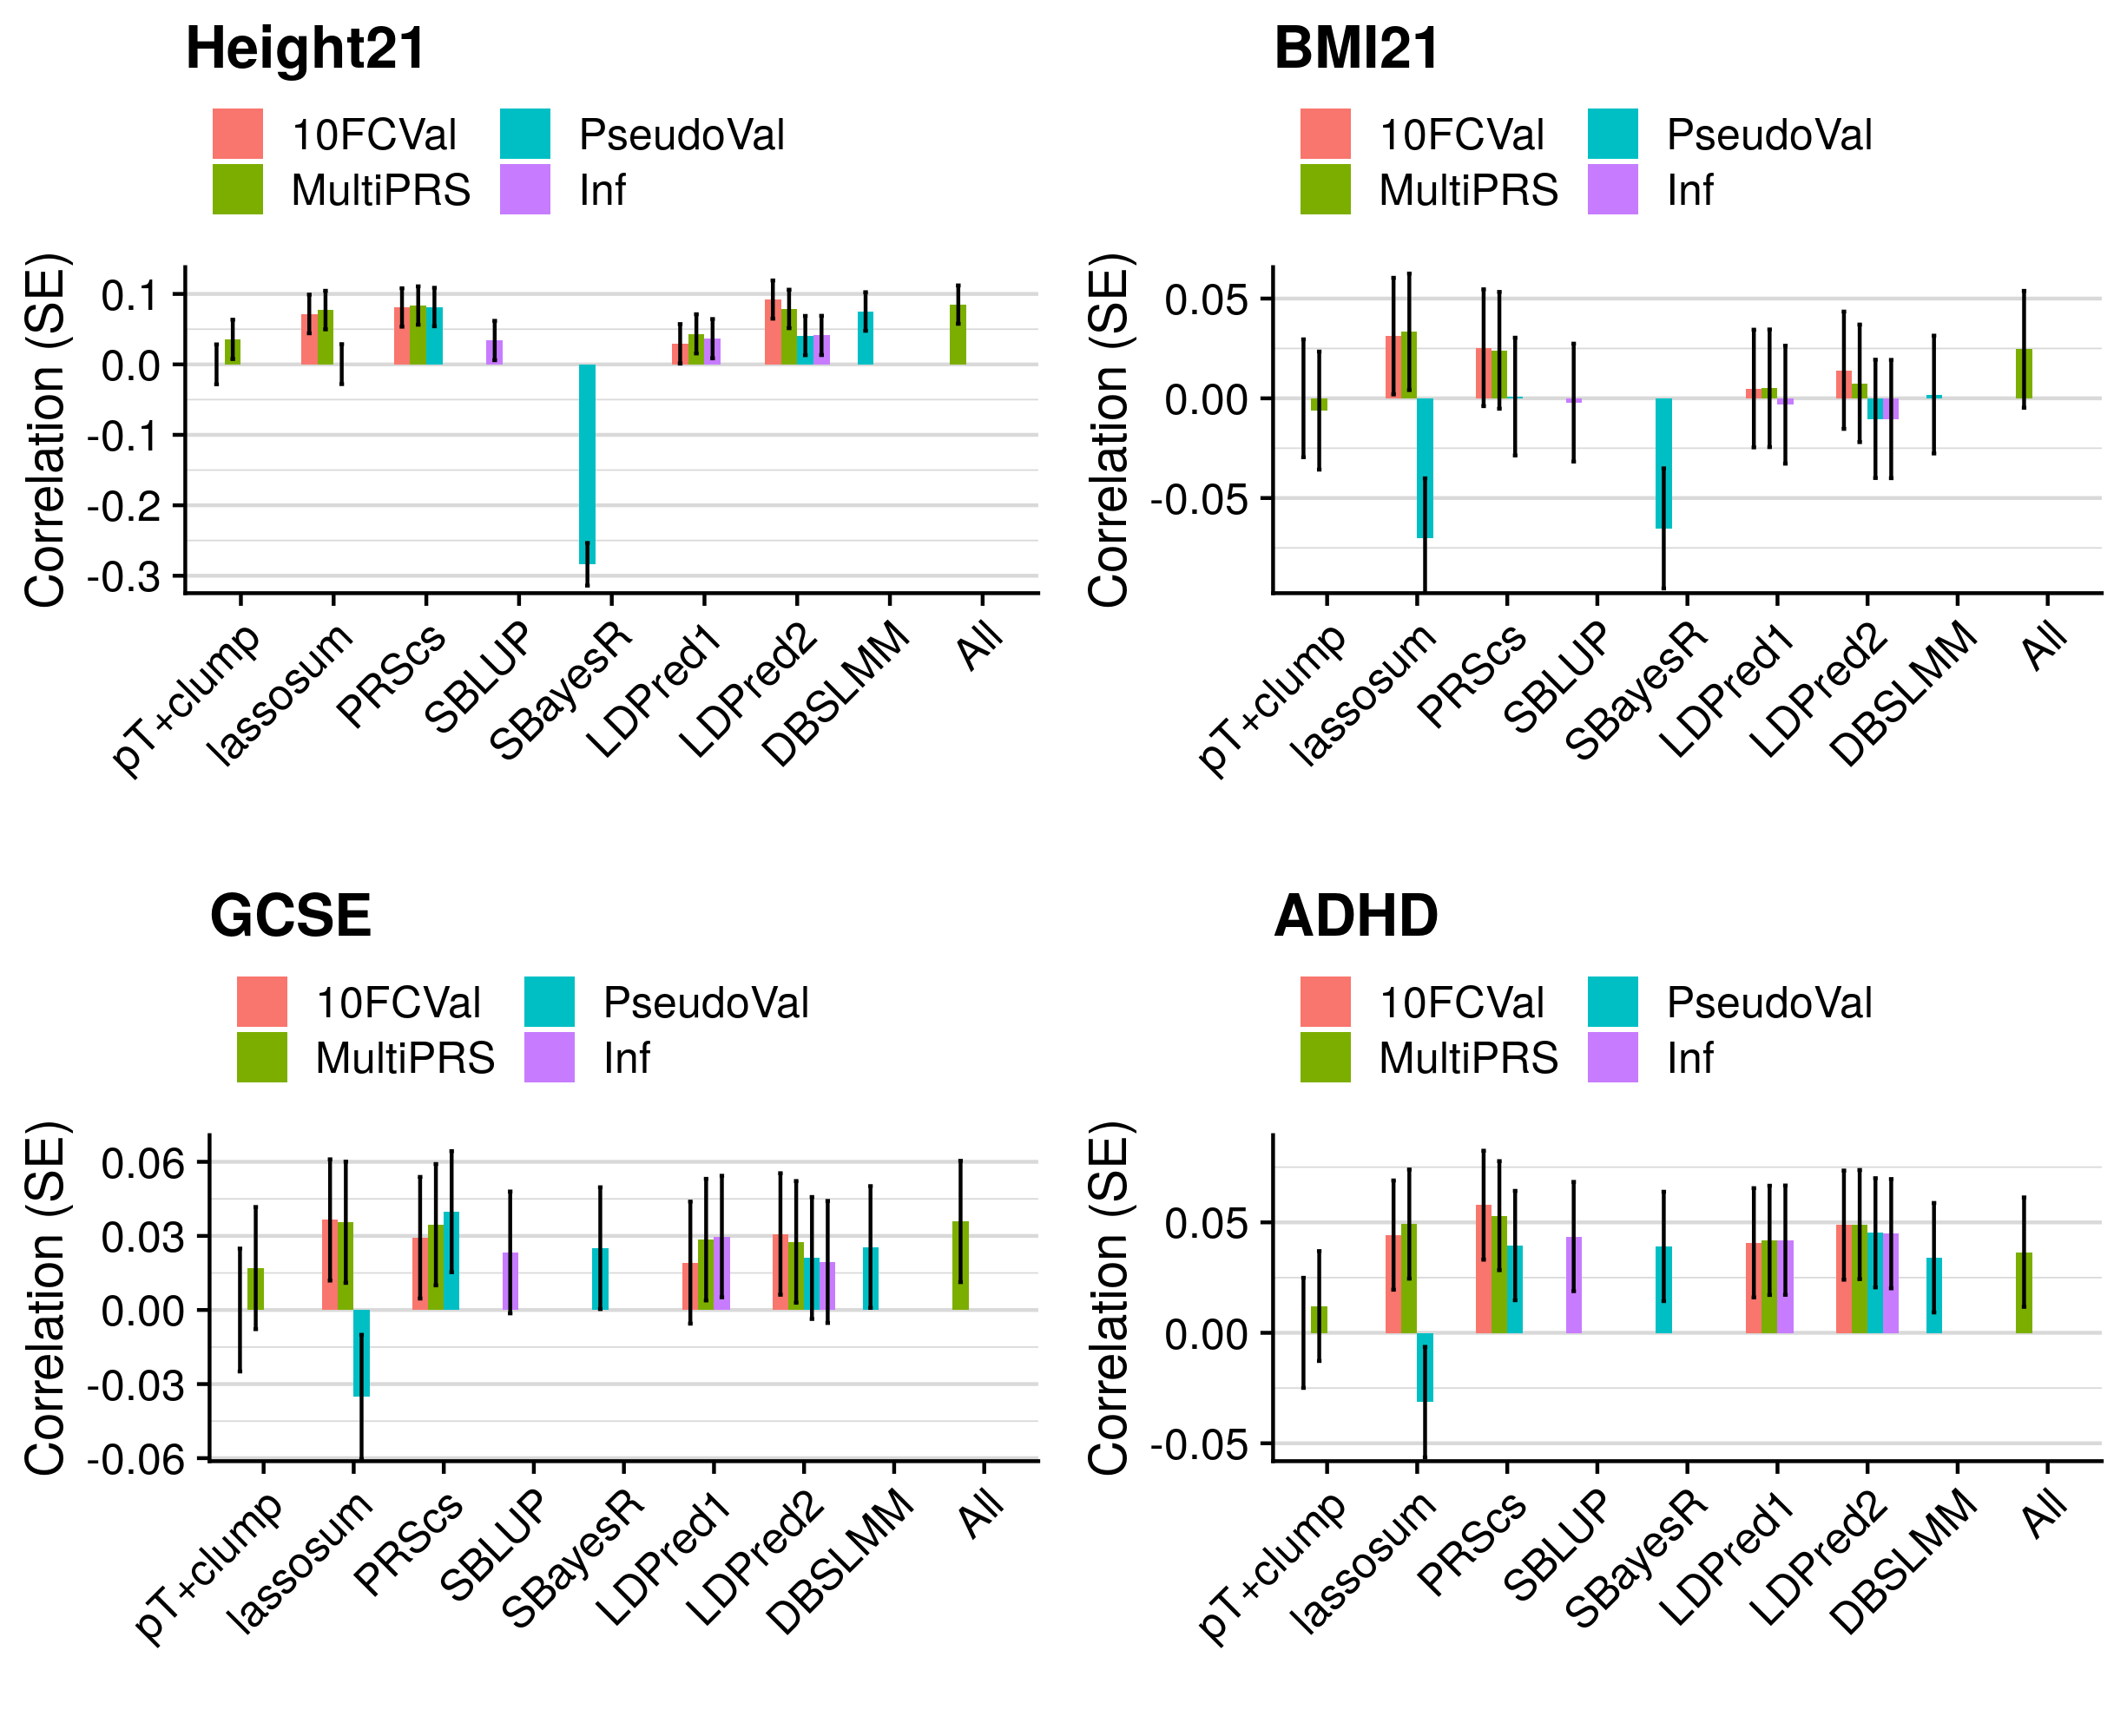 Height21
10FCVal PseudoVal
MultiPRS Inf
Correlation (SE)
0.1
0.0
-0.1
-0.2
-0.3
pT+clump lassosum PRScs SBLUP SBayesR LDPred1 LDPred2 DBSLMM All
BMI21
10FCVal PseudoVal
MultiPRS Inf
Correlation (SE)
0.05
0.00
-0.05
pT+clump lassosum PRScs SBLUP SBayesR LDPred1 LDPred2 DBSLMM All
GCSE
10FCVal PseudoVal
MultiPRS Inf
Correlation (SE)
0.06
0.03
0.00
-0.03
-0.06
pT+clump lassosum PRScs SBLUP SBayesR LDPred1 LDPred2 DBSLMM All
ADHD
10FCVal PseudoVal
MultiPRS Inf
Correlation (SE)
0.05
0.00
-0.05
pT+clump lassosum PRScs SBLUP SBayesR LDPred1 LDPred2 DBSLMM All